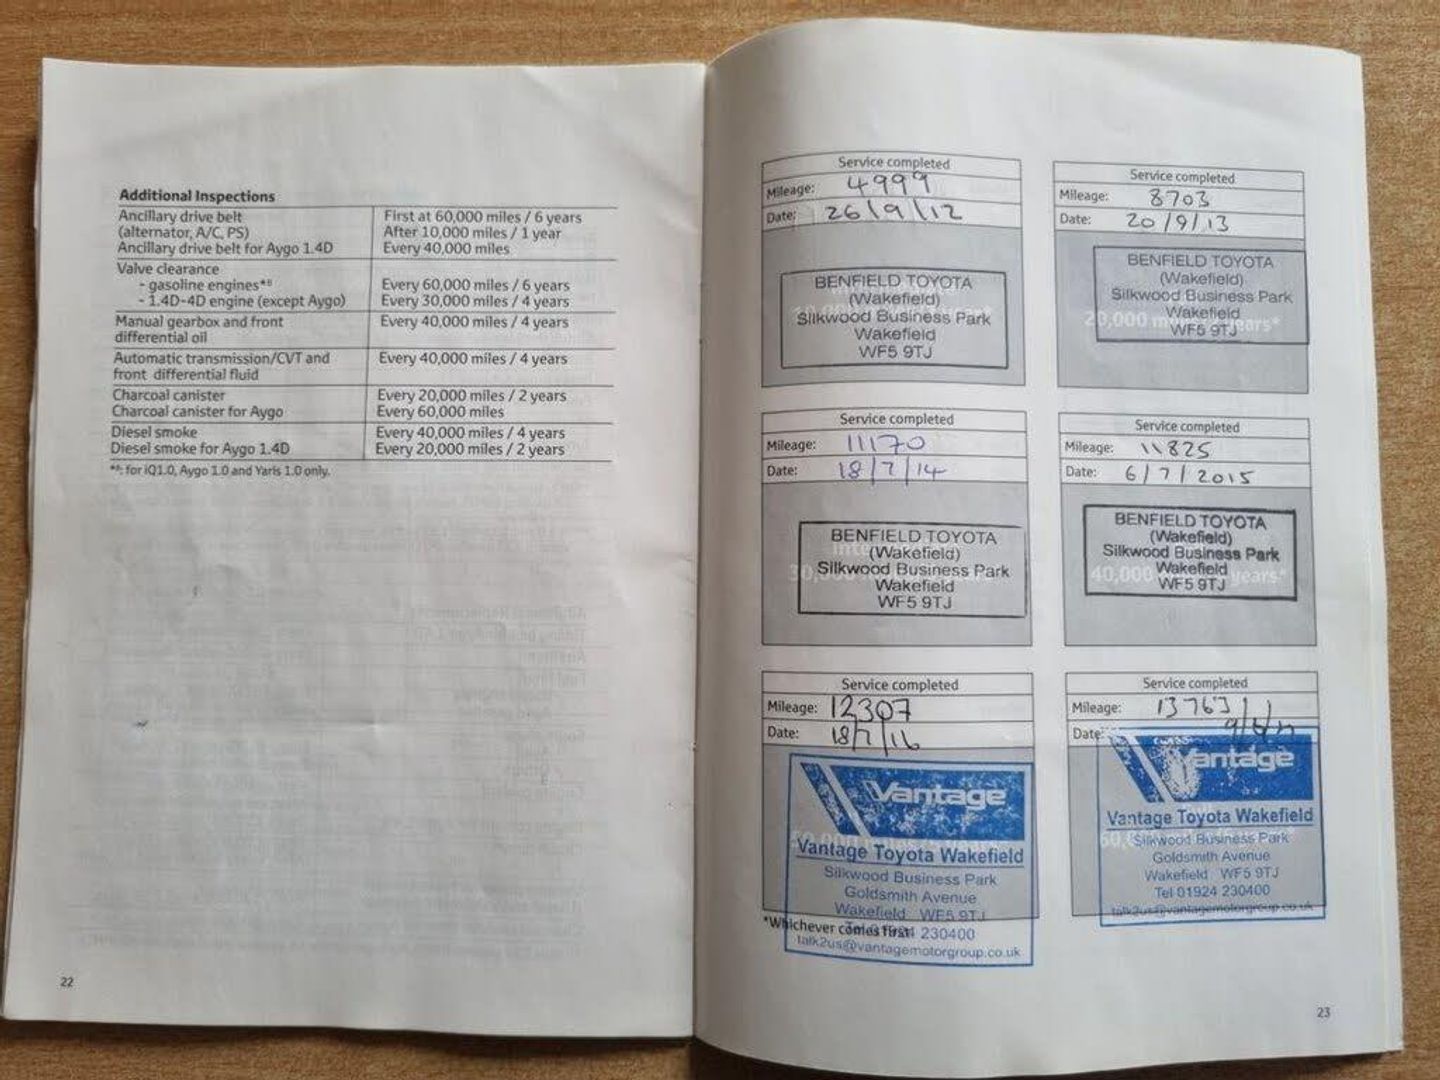 Additional Inspections
Ancillary drive belt First at 60,000 miles / 6 years
(alternator, A/C, PS) After 10,000 miles / 1 year
Ancillary drive belt for Aygo 1.4D Every 40,000 miles
Valve clearance
- gasoline engines*⁸ Every 60,000 miles / 6 years
- 1.4D-4D engine (except Aygo) Every 30,000 miles / 4 years
Manual gearbox and front Every 40,000 miles / 4 years
differential oil
Automatic transmission/CVT and Every 40,000 miles / 4 years
front differential fluid
Charcoal canister Every 20,000 miles / 2 years
Charcoal canister for Aygo Every 60,000 miles
Diesel smoke Every 40,000 miles / 4 years
Diesel smoke for Aygo 1.4D Every 20,000 miles / 2 years
*⁸: for iQ1.0, Aygo 1.0 and Yaris 1.0 only.
22
Service completed
Mileage: 4999
Date: 26/9/12
BENFIELD TOYOTA
(Wakefield)
Silkwood Business Park
Wakefield
WF5 9TJ
Service completed
Mileage: 8703
Date: 20/9/13
BENFIELD TOYOTA
(Wakefield)
Silkwood Business Park
Wakefield
20,000
WF5 9TJ
Service completed
Mileage: 11170
Date: 18/7/14
BENFIELD TOYOTA
(Wakefield)
Silkwood Business Park
30,000
Wakefield
WF5 9TJ
Service completed
Mileage: 11825
Date: 6/7/2015
BENFIELD TOYOTA
(Wakefield)
Silkwood Business Park
Wakefield
40,000 years*
WF5 9TJ
Service completed
Mileage: 12307
Date: 18/7/16
Vantage
50,000
Vantage Toyota Wakefield
Silkwood Business Park
Goldsmith Avenue
Wakefield WF5 9TJ
Tel 01924 230400
talk2us@vantagemotorgroup.co.uk
*Whichever comes first
Service completed
Mileage: 13763
Date:
Vantage
Vantage Toyota Wakefield
Silkwood Business Park
Goldsmith Avenue
Wakefield WF5 9TJ
Tel 01924 230400
talk2us@vantagemotorgroup.co.uk
23